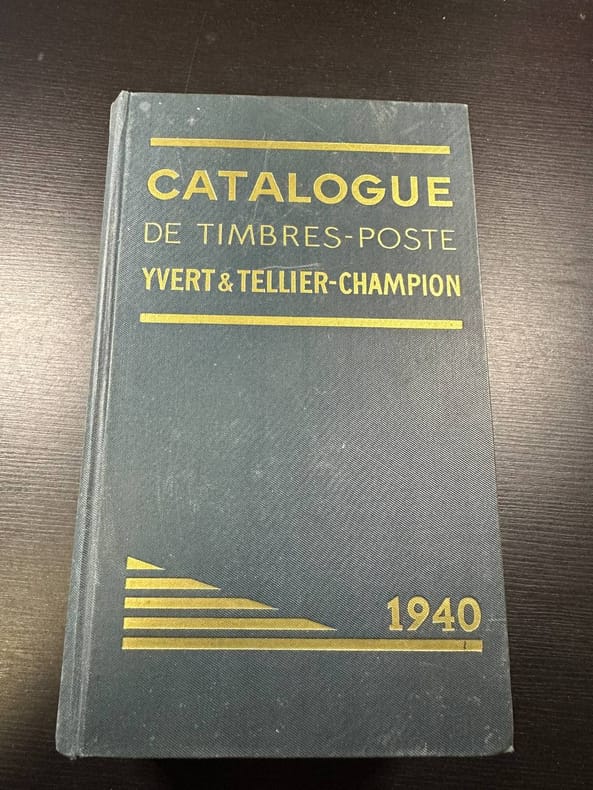 CATALOGUE
DE TIMBRES-POSTE
YVERT & TELLIER-CHAMPION
1940